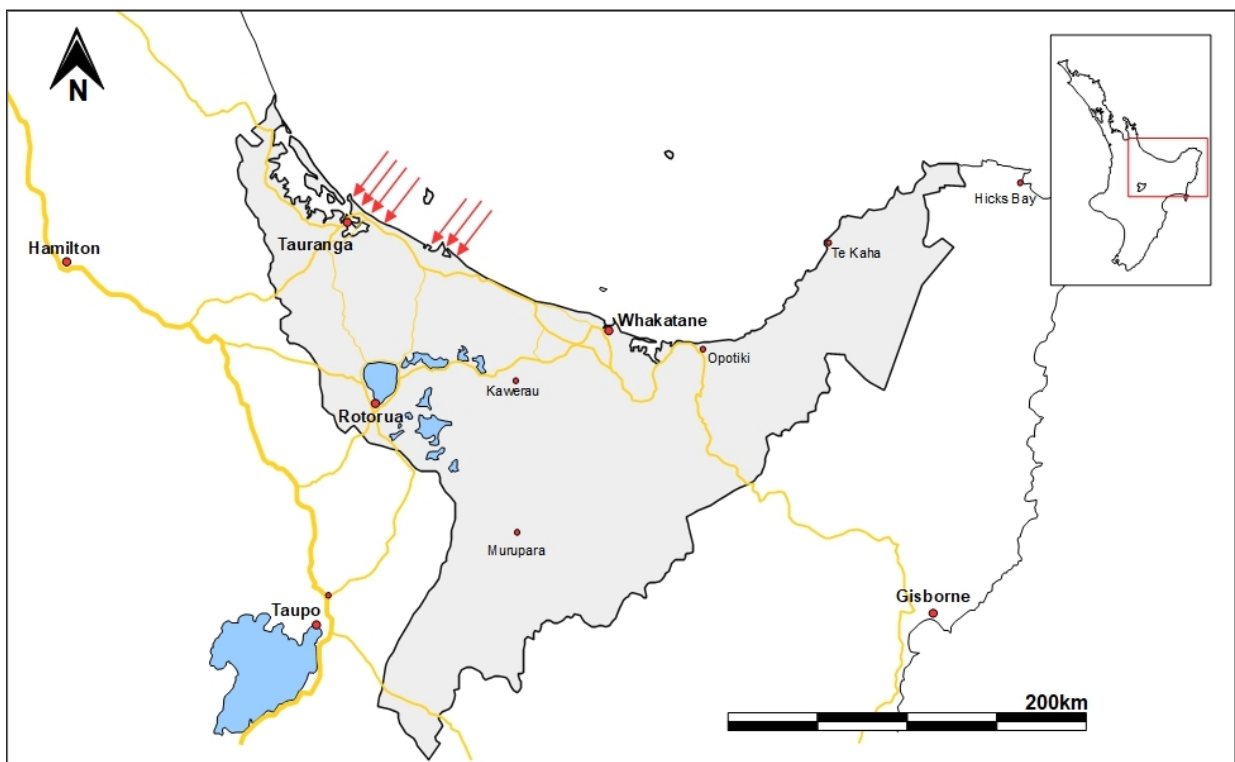 N
Hicks Bay
Tauranga
Hamilton
Te Kaha
Whakatane
Opotiki
Kawerau
Rotorua
Murupara
Gisborne
Taupo
200km